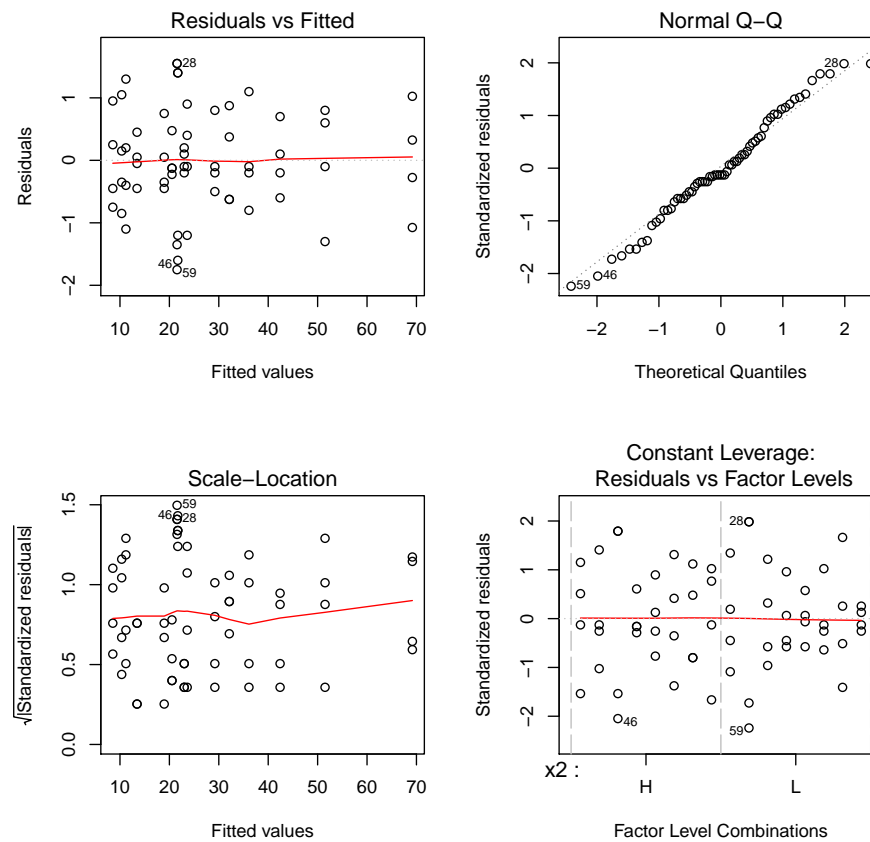 Residuals vs Fitted
Residuals
−2 −1 0 1
28
46
59
10 20 30 40 50 60 70
Fitted values
Normal Q−Q
Standardized residuals
−2 −1 0 1 2
28
46
59
−2 −1 0 1 2
Theoretical Quantiles
Scale−Location
√|Standardized residuals|
0.0 0.5 1.0 1.5
59
46
28
10 20 30 40 50 60 70
Fitted values
Constant Leverage:
Residuals vs Factor Levels
Standardized residuals
−2 −1 0 1 2
28
46
59
x2 :
H L
Factor Level Combinations